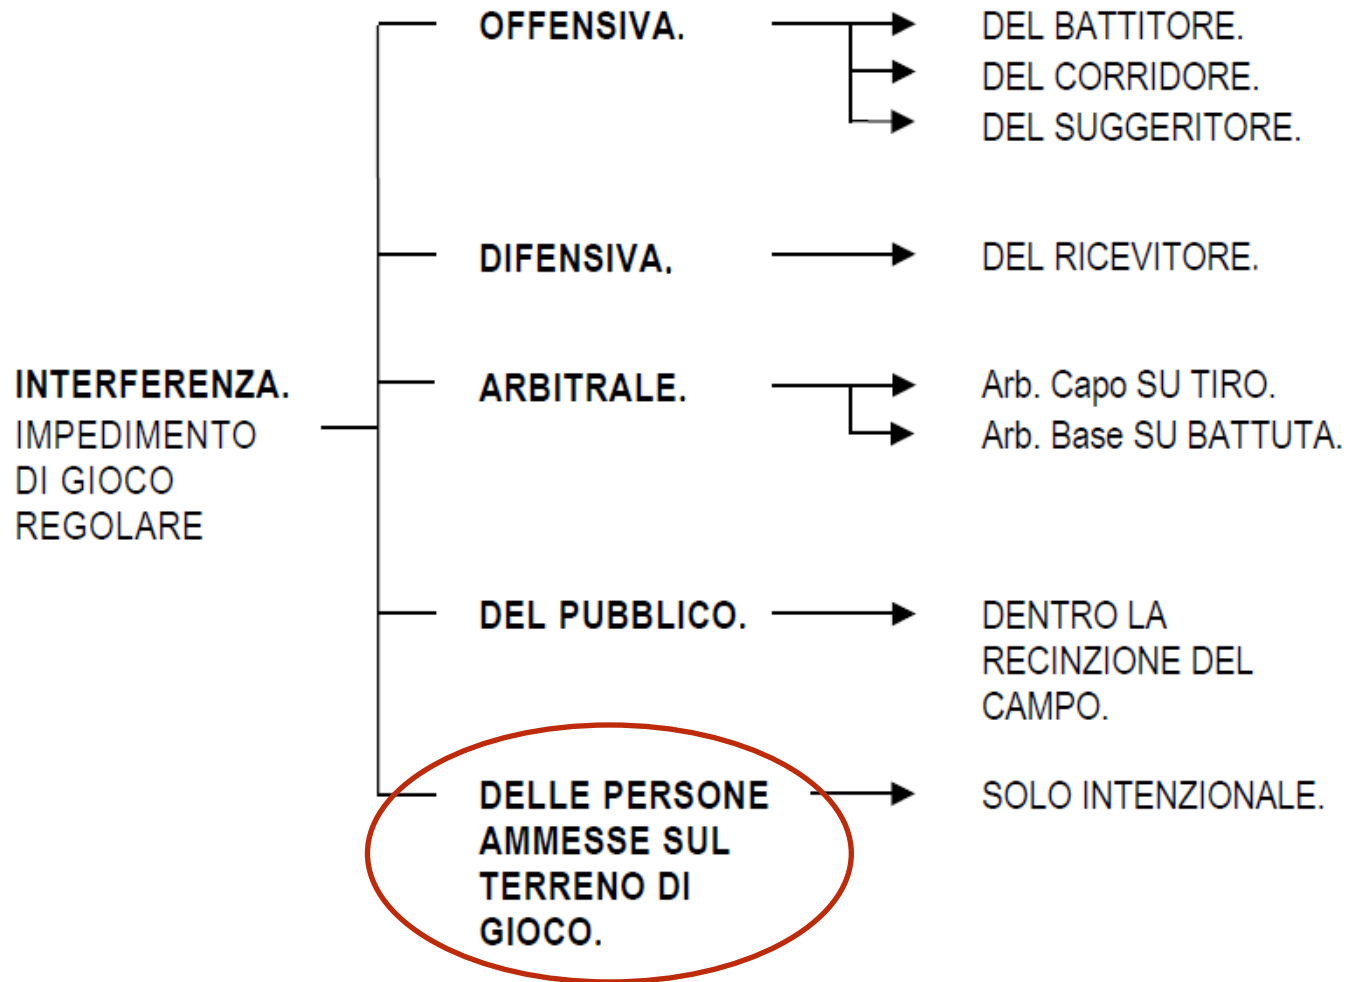 INTERFERENZA.
IMPEDIMENTO
DI GIOCO
REGOLARE
OFFENSIVA.
DEL BATTITORE.
DEL CORRIDORE.
DEL SUGGERITORE.
DIFENSIVA.
DEL RICEVITORE.
ARBITRALE.
Arb. Capo SU TIRO.
Arb. Base SU BATTUTA.
DEL PUBBLICO.
DENTRO LA
RECINZIONE DEL
CAMPO.
DELLE PERSONE
AMMESSE SUL
TERRENO DI
GIOCO.
SOLO INTENZIONALE.